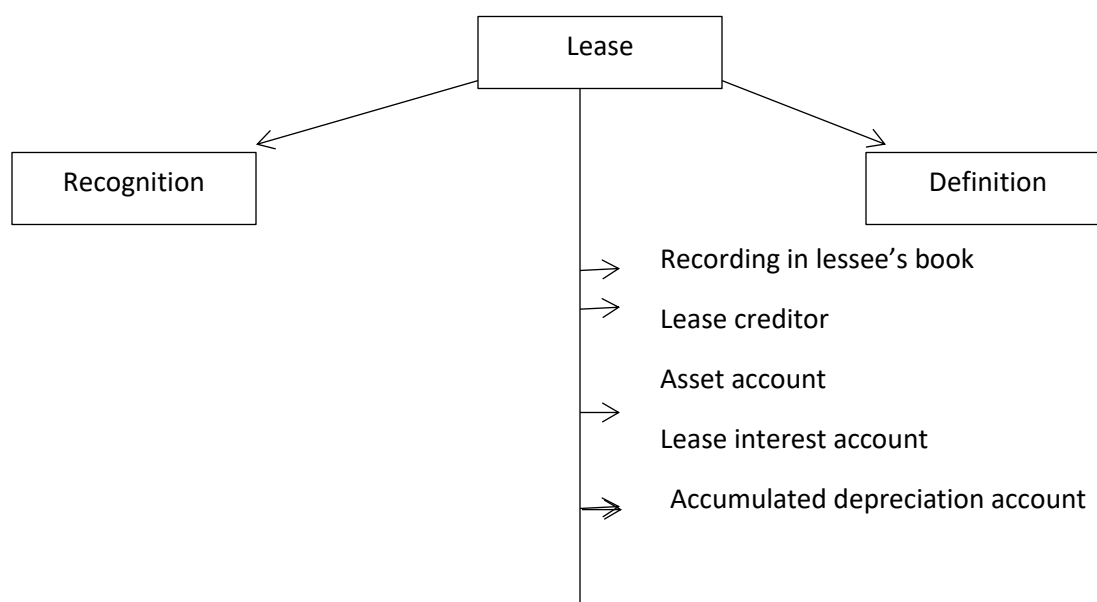 Lease
Recognition
Definition
Recording in lessee’s book
Lease creditor
Asset account
Lease interest account
Accumulated depreciation account